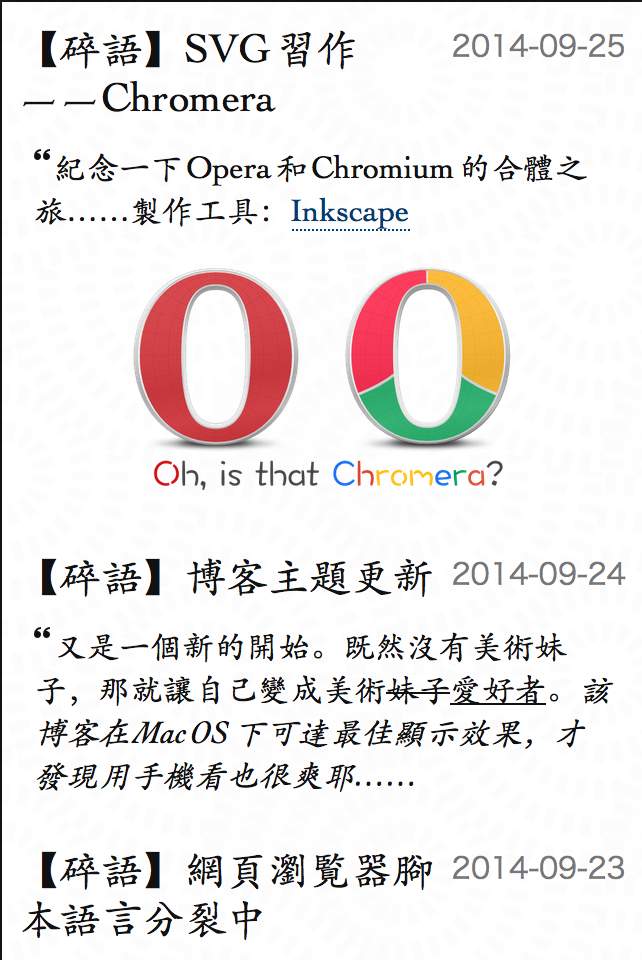 【碎語】SVG 習作 2014-09-25
——Chromera
“紀念一下 Opera 和 Chromium 的合體之
旅……製作工具：Inkscape
Oh, is that Chromera?
【碎語】博客主題更新 2014-09-24
“又是一個新的開始。既然沒有美術妹
子，那就讓自己變成美術妹子愛好者。該
博客在 Mac OS 下可達最佳顯示效果，才
發現用手機看也很爽耶……
【碎語】網頁瀏覽器腳 2014-09-23
本語言分裂中